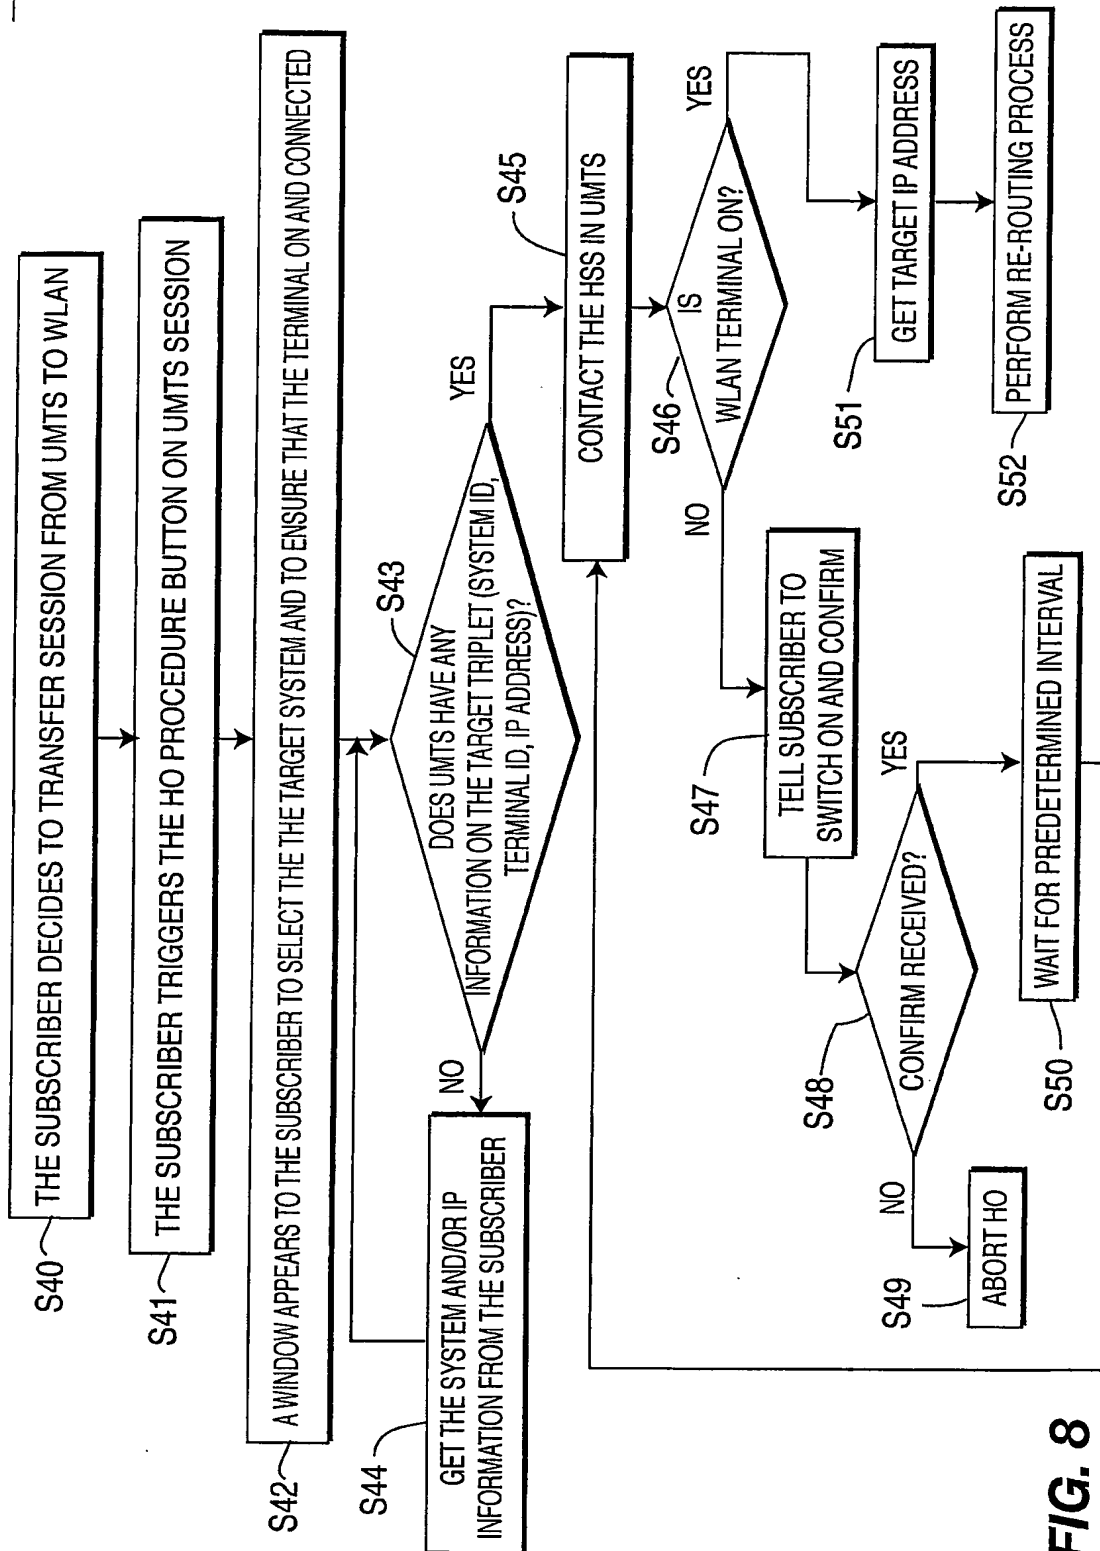 S40
THE SUBSCRIBER DECIDES TO TRANSFER SESSION FROM UMTS TO WLAN
S41
THE SUBSCRIBER TRIGGERS THE HO PROCEDURE BUTTON ON UMTS SESSION
S42
A WINDOW APPEARS TO THE SUBSCRIBER TO SELECT THE THE TARGET SYSTEM AND TO ENSURE THAT THE TERMINAL ON AND CONNECTED
S43
DOES UMTS HAVE ANY
INFORMATION ON THE TARGET TRIPLET (SYSTEM ID,
TERMINAL ID, IP ADDRESS)?
NO
YES
S44
GET THE SYSTEM AND/OR IP
INFORMATION FROM THE SUBSCRIBER
S45
CONTACT THE HSS IN UMTS
S46
IS
WLAN TERMINAL ON?
NO
YES
S47
TELL SUBSCRIBER TO
SWITCH ON AND CONFIRM
S48
CONFIRM RECEIVED?
NO
YES
S49
ABORT HO
S50
WAIT FOR PREDETERMINED INTERVAL
S51
GET TARGET IP ADDRESS
S52
PERFORM RE-ROUTING PROCESS
FIG. 8